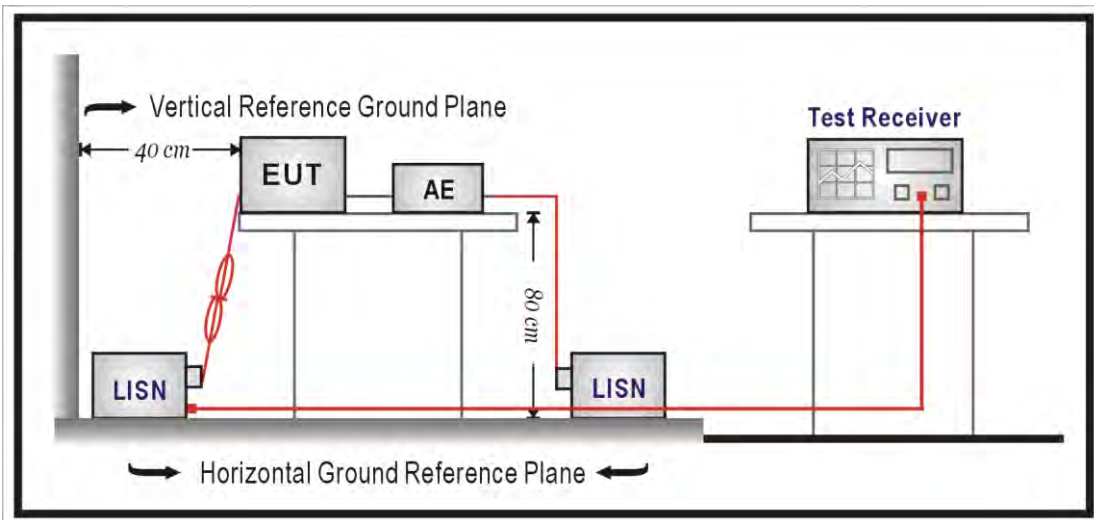 Vertical Reference Ground Plane
Test Receiver
40 cm
EUT
AE
80 cm
LISN
LISN
Horizontal Ground Reference Plane